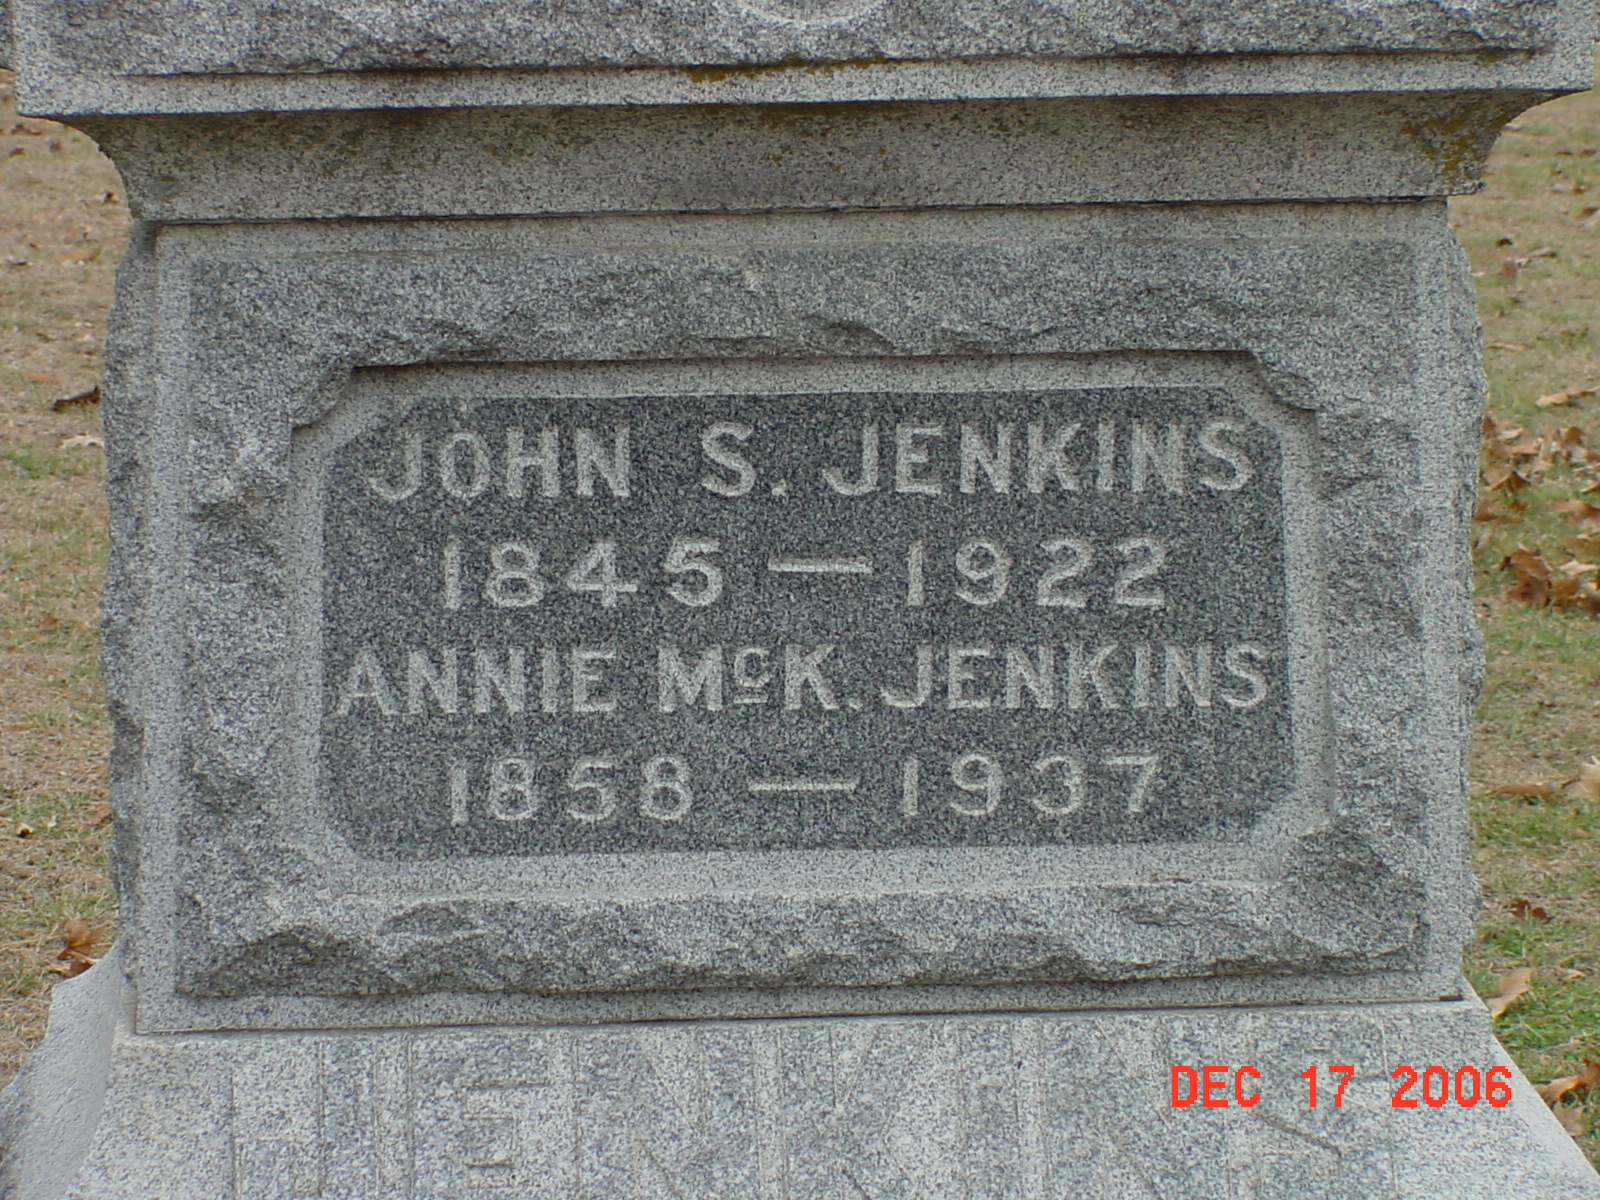 JOHN S. JENKINS
1845 — 1922
ANNIE McK. JENKINS
1858 — 1937
JENKINS
DEC 17 2006